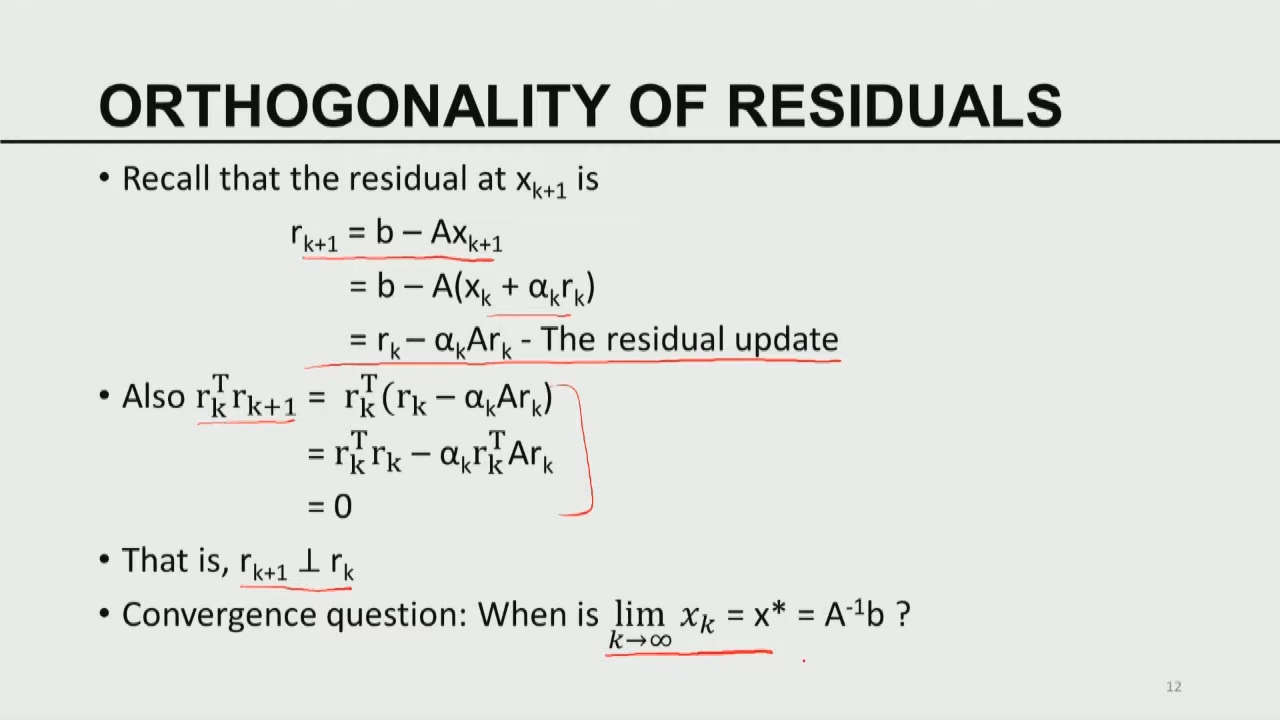 ORTHOGONALITY OF RESIDUALS
• Recall that the residual at xₖ₊₁ is
rₖ₊₁ = b – Axₖ₊₁
= b – A(xₖ + αₖrₖ)
= rₖ – αₖArₖ - The residual update
• Also rₖᵀrₖ₊₁ = rₖᵀ(rₖ – αₖArₖ)
= rₖᵀrₖ – αₖrₖᵀArₖ
= 0
• That is, rₖ₊₁ ⊥ rₖ
• Convergence question: When is lim k→∞ xₖ = x* = A⁻¹b ?
12